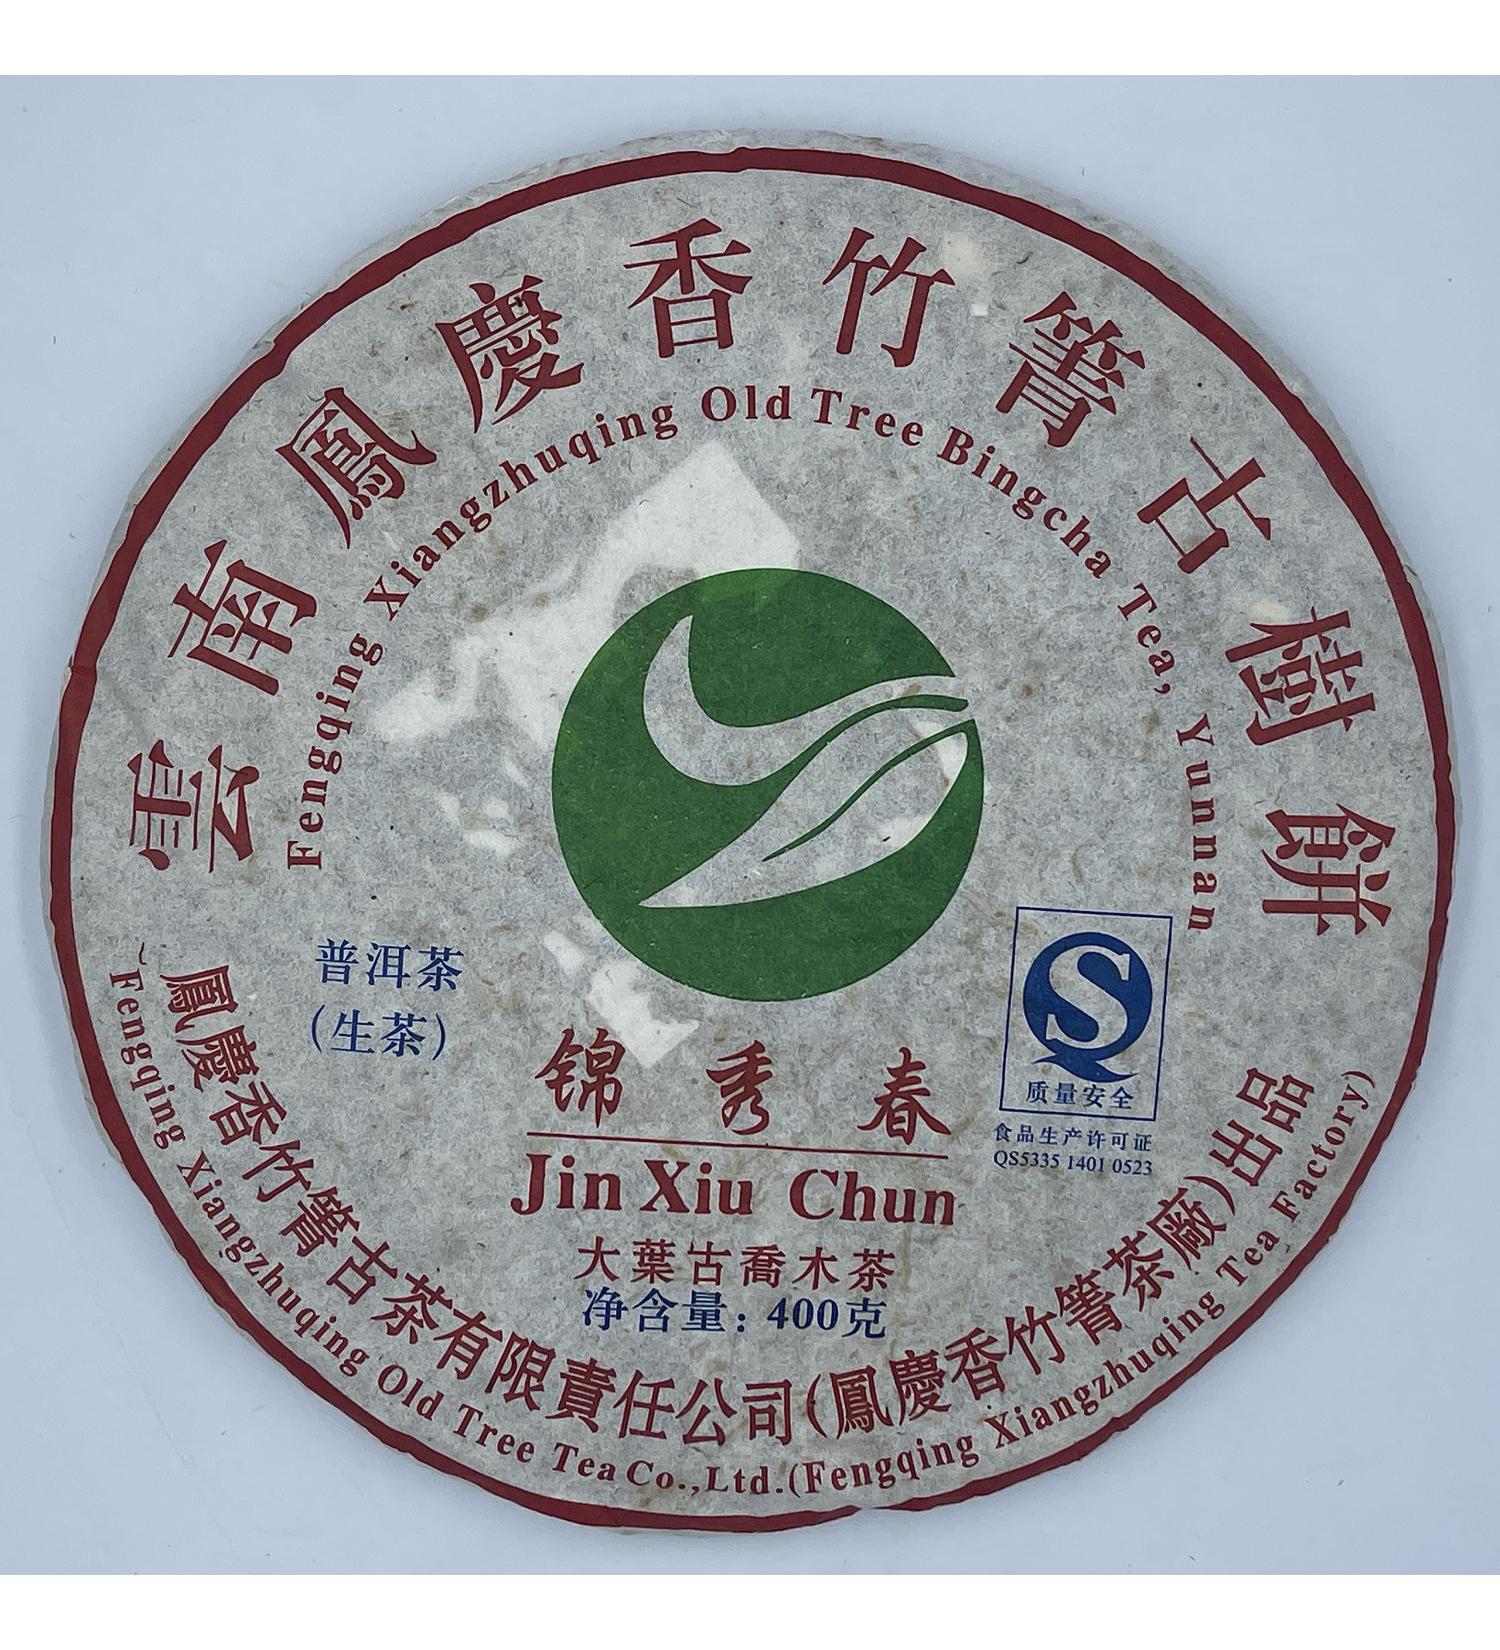 雲南鳳慶香竹箐古樹餅
Fengqing Xiangzhuqing Old Tree Bingcha Tea, Yunnan
普洱茶
(生茶)
S
质量安全
食品生产许可证
QS5335 1401 0523
锦秀春
Jin Xiu Chun
大葉古喬木茶
净含量：400克
鳳慶香竹箐古茶有限責任公司(鳳慶香竹箐茶廠)出品
Fengqing Xiangzhuqing Old Tree Tea Co.,Ltd.(Fengqing Xiangzhuqing Tea Factory)